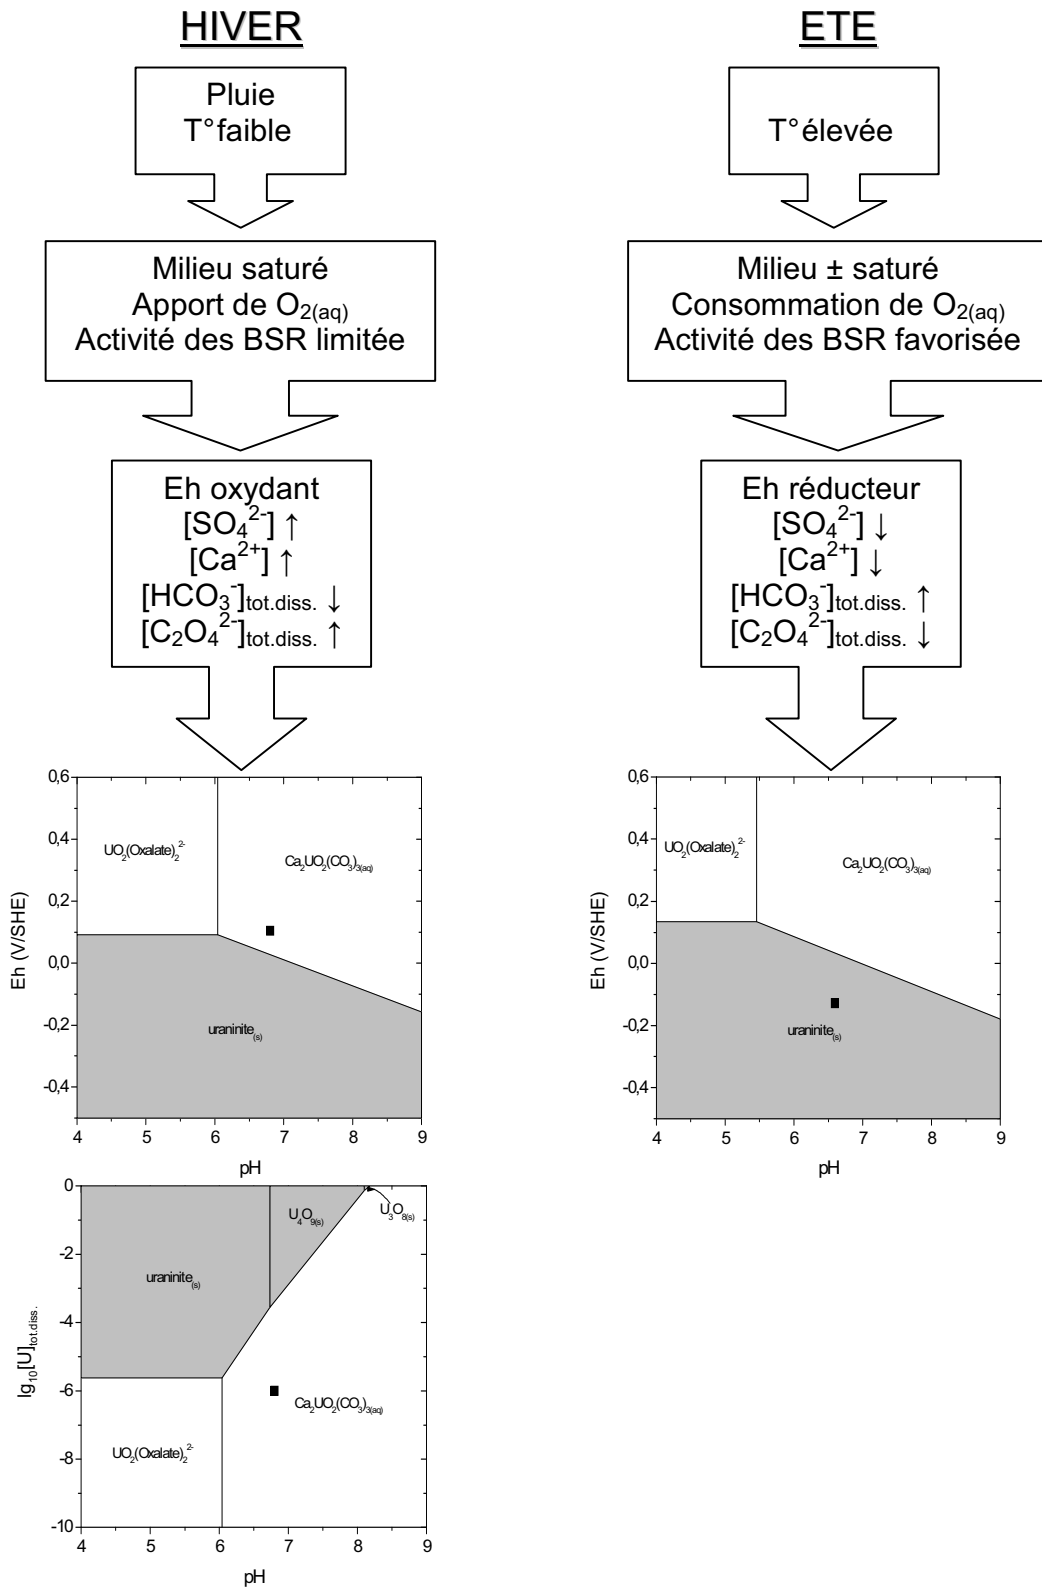 HIVER
Pluie
T°faible
Milieu saturé
Apport de O2(aq)
Activité des BSR limitée
Eh oxydant
[SO4^2-] ↑
[Ca^2+] ↑
[HCO3^-]tot.diss. ↓
[C2O4^2-]tot.diss. ↑
ETE
T°élevée
Milieu ± saturé
Consommation de O2(aq)
Activité des BSR favorisée
Eh réducteur
[SO4^2-] ↓
[Ca^2+] ↓
[HCO3^-]tot.diss. ↑
[C2O4^2-]tot.diss. ↓
0,6
0,4
0,2
0,0
-0,2
-0,4
Eh (V/SHE)
UO2(Oxalate)2^2-
Ca2UO2(CO3)3(aq)
uraninite(s)
4 5 6 7 8 9
pH
0,6
0,4
0,2
0,0
-0,2
-0,4
Eh (V/SHE)
UO2(Oxalate)2^2-
Ca2UO2(CO3)3(aq)
uraninite(s)
4 5 6 7 8 9
pH
0
-2
-4
-6
-8
-10
lg10[U]tot.diss.
U4O9(s)
U3O8(s)
uraninite(s)
Ca2UO2(CO3)3(aq)
UO2(Oxalate)2^2-
4 5 6 7 8 9
pH